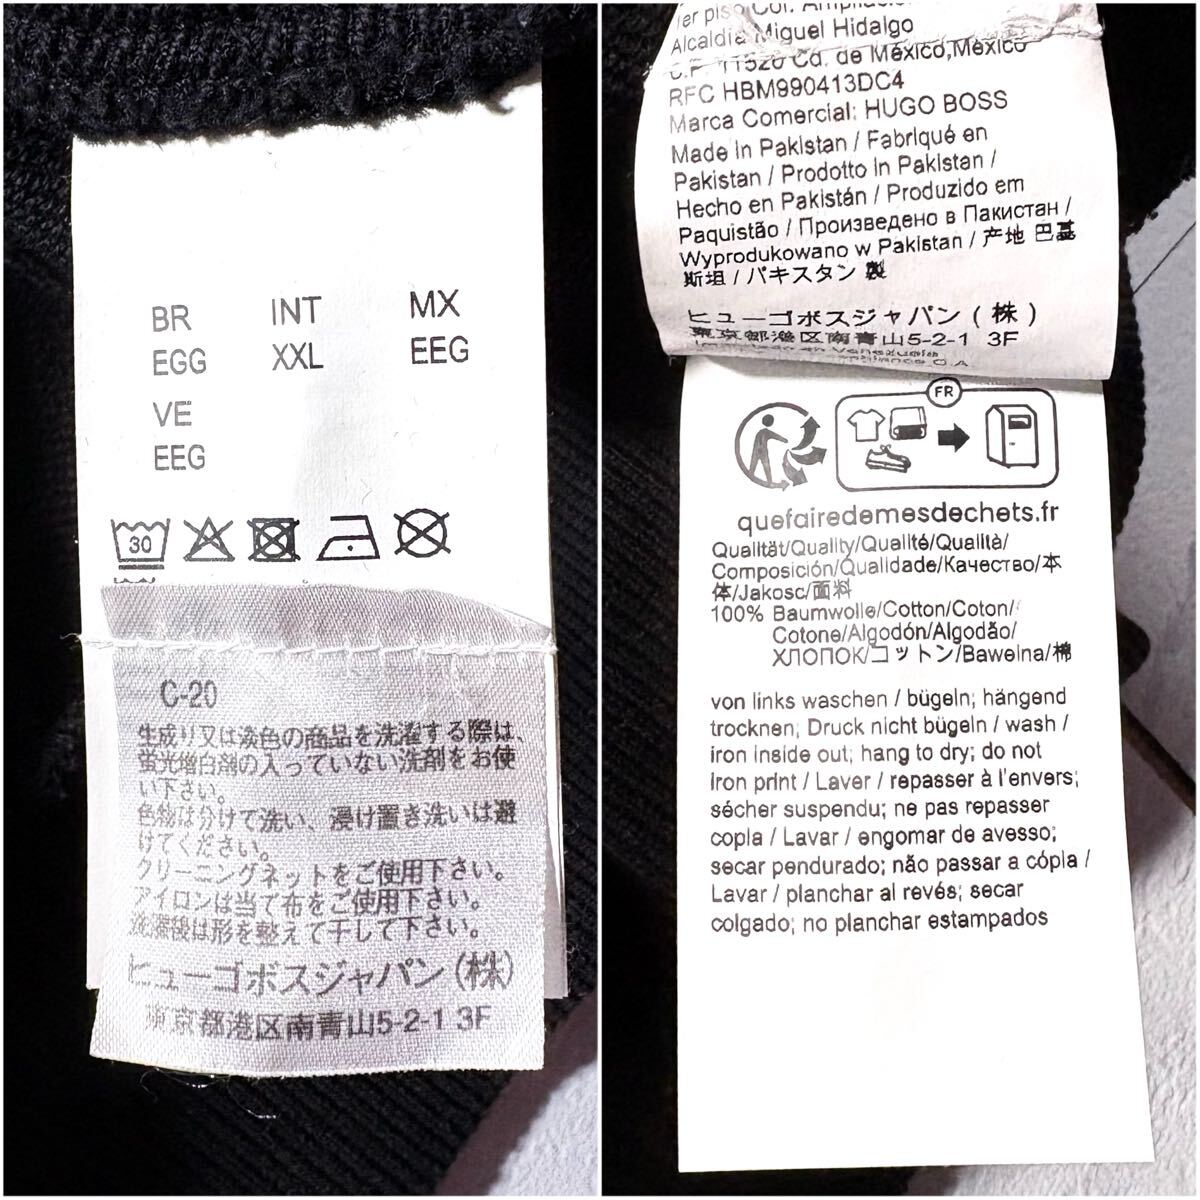 BR INT MX
EGG XXL EEG
VE
EEG
30
C-20
生成り又は淡色の商品を洗濯する際は、
蛍光増白剤の入っていない洗剤をお使
い下さい。
色物は分けて洗い、浸け置き洗いは避
けてください。
クリーニングネットをご使用下さい。
アイロンは当て布をご使用下さい。
洗濯後は形を整えて干して下さい。
ヒューゴボスジャパン(株)
東京都港区南青山5-2-1 3F
1er piso Col. Ampliación
Alcaldía Miguel Hidalgo
C.P. 11520 Cd. de México,México
RFC HBM990413DC4
Marca Comercial: HUGO BOSS
Made in Pakistan / Fabriqué en
Pakistan / Prodotto in Pakistan /
Hecho en Pakistán / Produzido em
Paquistão / Произведено в Пакистан /
Wyprodukowano w Pakistan / 产地 巴基
斯坦 / パキスタン 製
ヒューゴボスジャパン(株)
東京都港区南青山5-2-1 3F
FR
quefairedemesdechets.fr
Qualität/Quality/Qualité/Qualità/
Composición/Qualidade/Качество/本
体/Jakosc/面料
100% Baumwolle/Cotton/Coton/
Cotone/Algodón/Algodão/
ХЛОПОК/コットン/Bawelna/棉
von links waschen / bügeln; hängend
trocknen; Druck nicht bügeln / wash /
iron inside out; hang to dry; do not
iron print / Laver / repasser à l'envers;
sécher suspendu; ne pas repasser
copla / Lavar / engomar de avesso;
secar pendurado; não passar a cópla /
Lavar / planchar al revés; secar
colgado; no planchar estampados